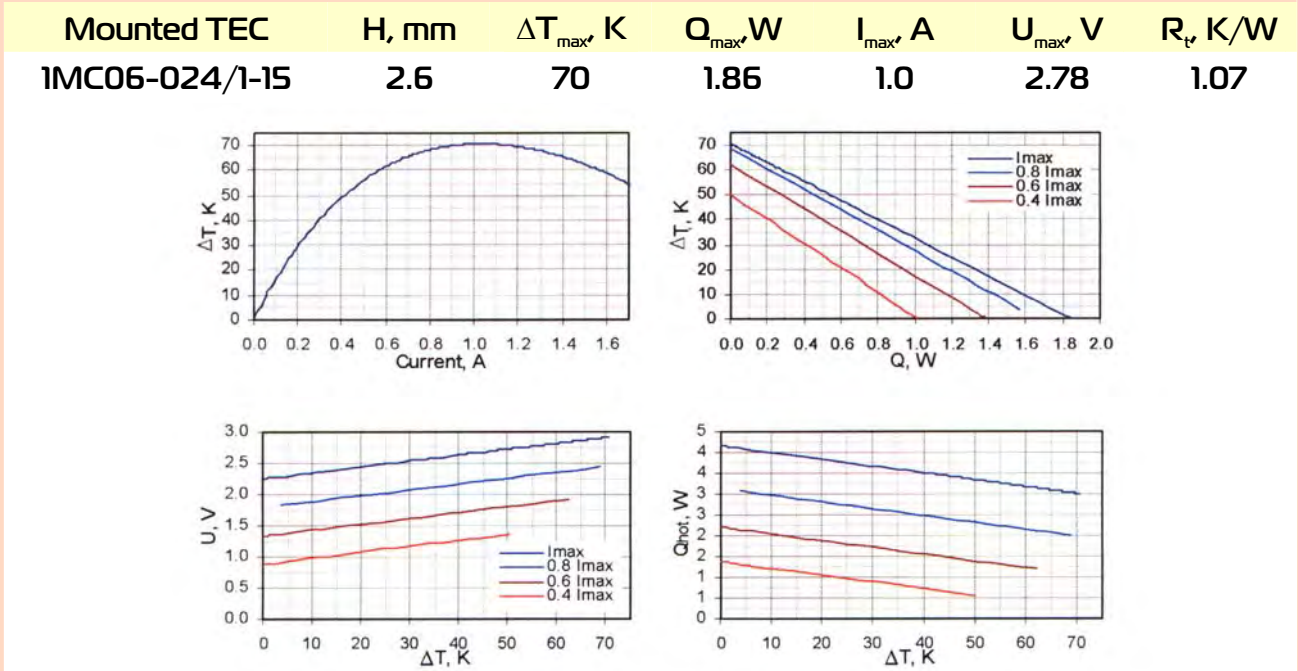 Mounted TEC H, mm ΔTmax, K Qmax, W Imax, A Umax, V Rt, K/W
1MC06-024/1-15 2.6 70 1.86 1.0 2.78 1.07
ΔT, K
70
60
50
40
30
20
10
0
0.0 0.2 0.4 0.6 0.8 1.0 1.2 1.4 1.6
Current, A
ΔT, K
70
60
50
40
30
20
10
0
Imax
0.8 Imax
0.6 Imax
0.4 Imax
0.0 0.2 0.4 0.6 0.8 1.0 1.2 1.4 1.6 1.8 2.0
Q, W
U, V
3.0
2.5
2.0
1.5
1.0
0.5
0.0
Imax
0.8 Imax
0.6 Imax
0.4 Imax
0 10 20 30 40 50 60 70
ΔT, K
Qhot, W
5
4
4
3
3
2
2
1
1
0
0 10 20 30 40 50 60 70
ΔT, K